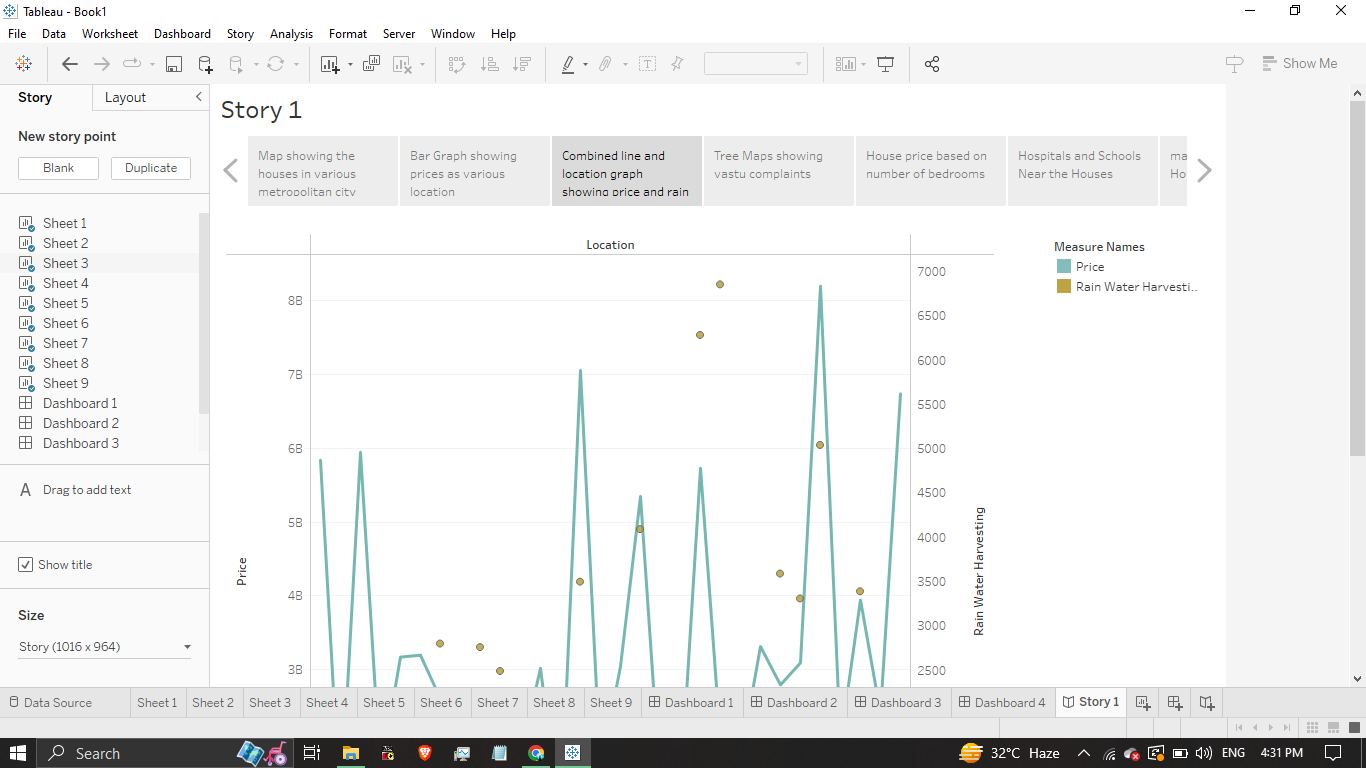 Tableau - Book1
File Data Worksheet Dashboard Story Analysis Format Server Window Help
Show Me
Story Layout
New story point
Blank Duplicate
Sheet 1
Sheet 2
Sheet 3
Sheet 4
Sheet 5
Sheet 6
Sheet 7
Sheet 8
Sheet 9
Dashboard 1
Dashboard 2
Dashboard 3
A Drag to add text
Show title
Size
Story (1016 x 964)
Story 1
Map showing the
houses in various
metropolitan city
Bar Graph showing
prices as various
location
Combined line and
location graph
showing price and rain
Tree Maps showing
vastu complaints
House price based on
number of bedrooms
Hospitals and Schools
Near the Houses
ma
Ho
Location
8B
7B
6B
5B
4B
3B
Price
7000
6500
6000
5500
5000
4500
4000
3500
3000
2500
Rain Water Harvesting
Measure Names
Price
Rain Water Harvesti..
Data Source Sheet 1 Sheet 2 Sheet 3 Sheet 4 Sheet 5 Sheet 6 Sheet 7 Sheet 8 Sheet 9 Dashboard 1 Dashboard 2 Dashboard 3 Dashboard 4 Story 1
Search
32°C Haze
ENG
4:31 PM